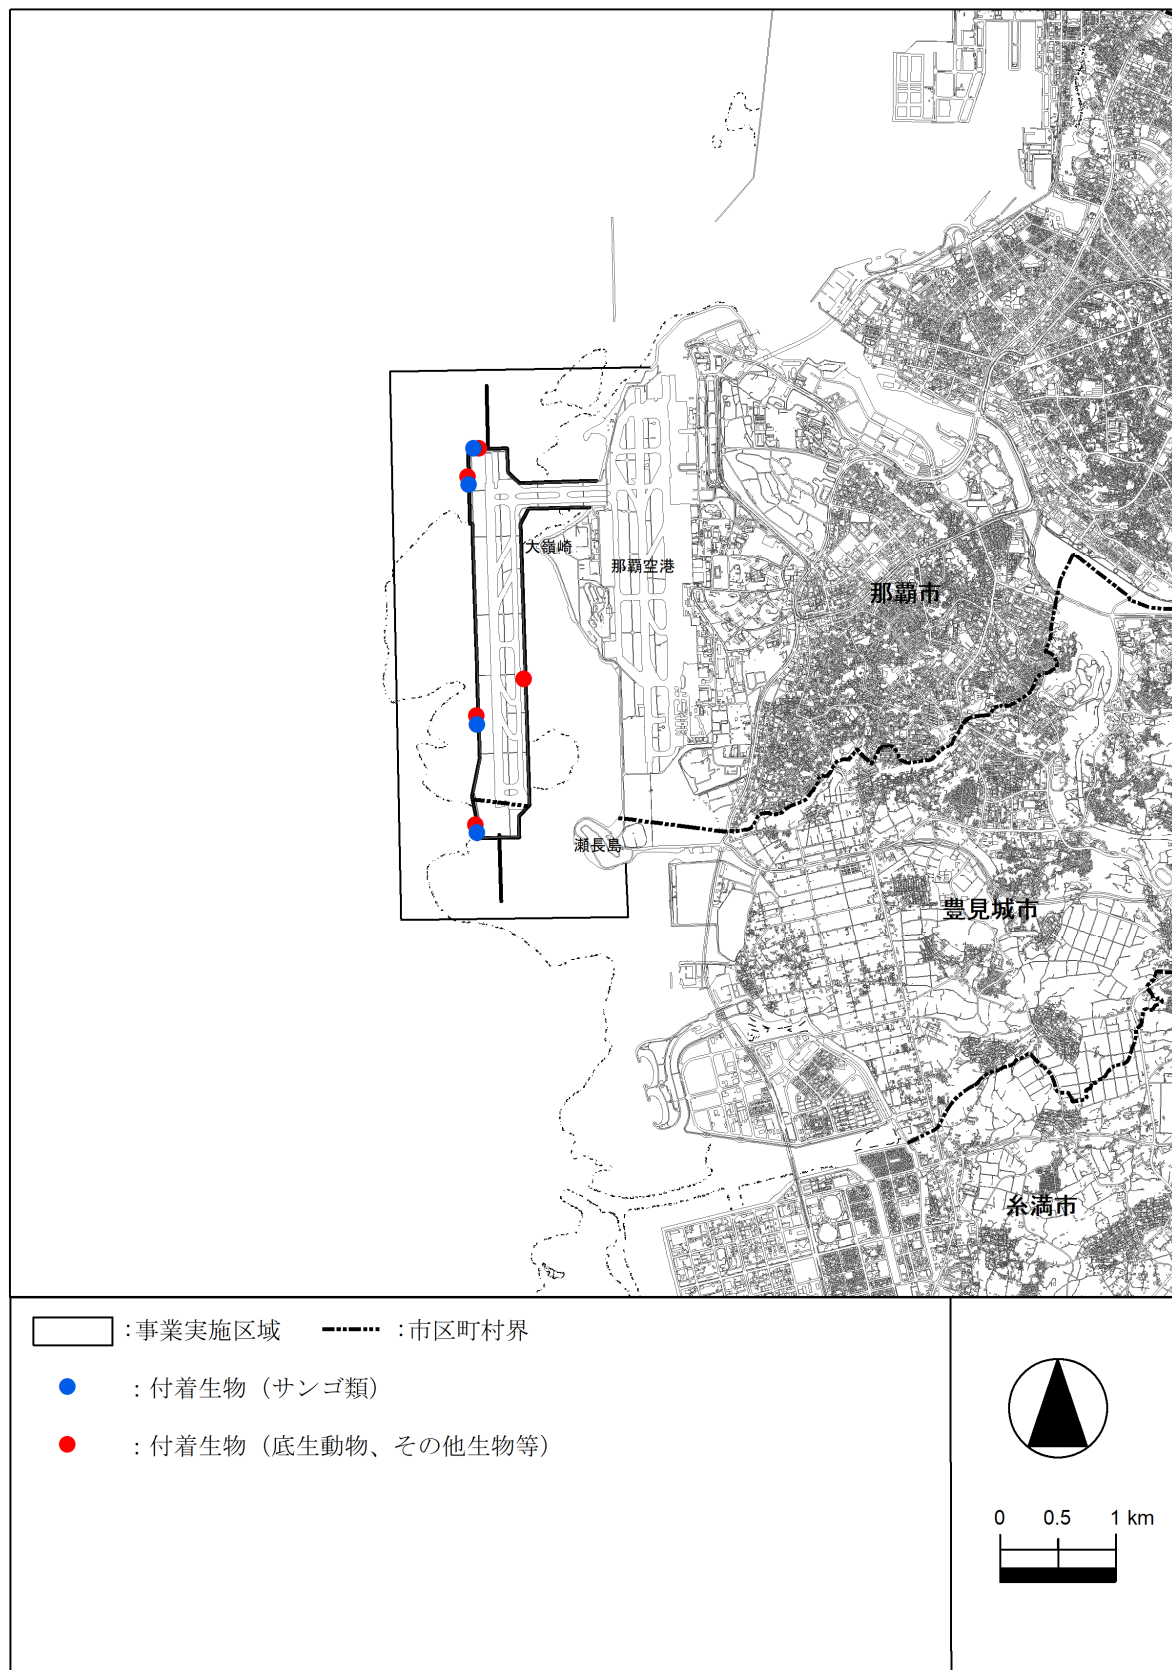 大嶺崎
那覇空港
那覇市
瀬長島
豊見城市
糸満市
：事業実施区域 ：市区町村界
：付着生物（サンゴ類）
：付着生物（底生動物、その他生物等）
0 0.5 1 km